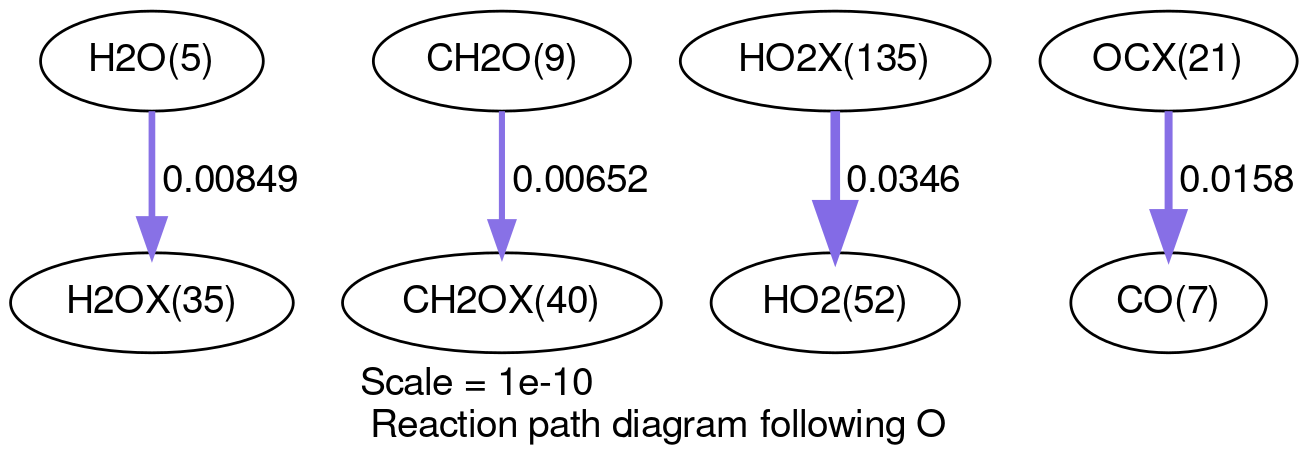 H2O(5) CH2O(9) HO2X(135) OCX(21)
0.00849 0.00652 0.0346 0.0158
H2OX(35) CH2OX(40) HO2(52) CO(7)
Scale = 1e-10
Reaction path diagram following O